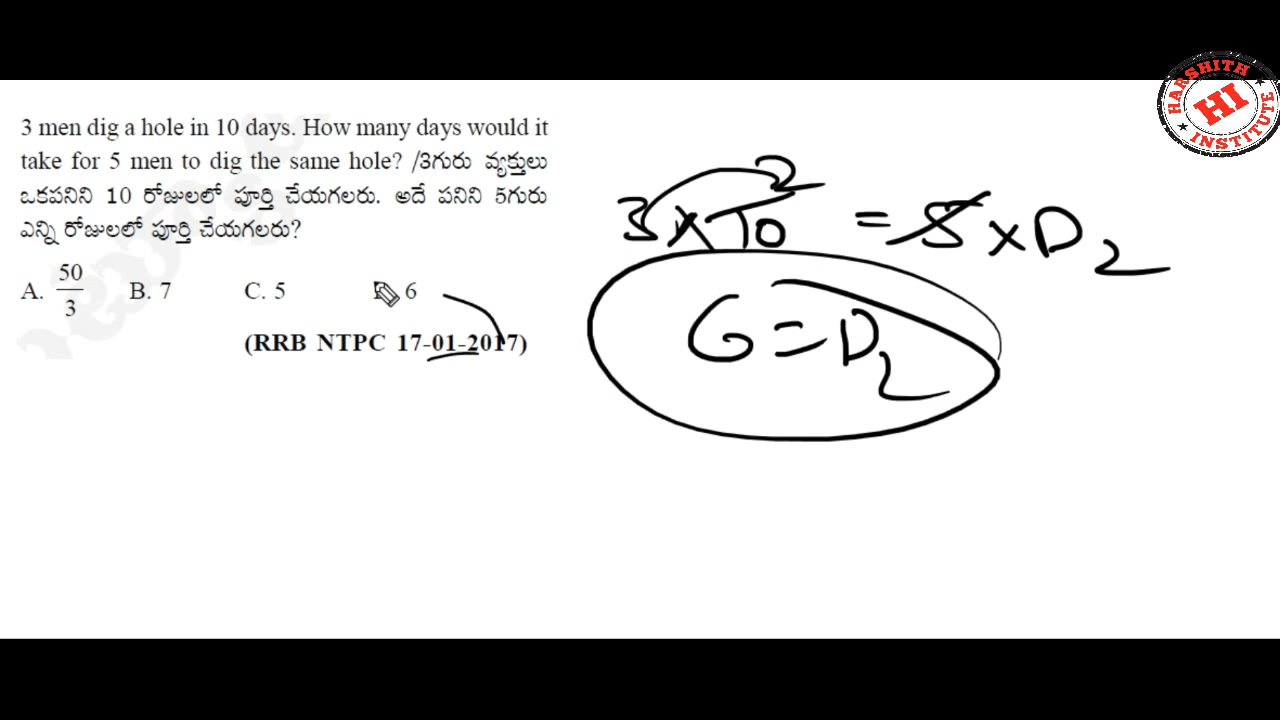 HARSHITH
HI
INSTITUTE
3 men dig a hole in 10 days. How many days would it
take for 5 men to dig the same hole? /3గురు వ్యక్తులు
ఒకపనిని 10 రోజులలో పూర్తి చేయగలరు. అదే పనిని 5గురు
ఎన్ని రోజులలో పూర్తి చేయగలరు?
A. 50/3 B. 7 C. 5 6
(RRB NTPC 17-01-2017)
2
3 × 10 = 5 × D2
6 = D2